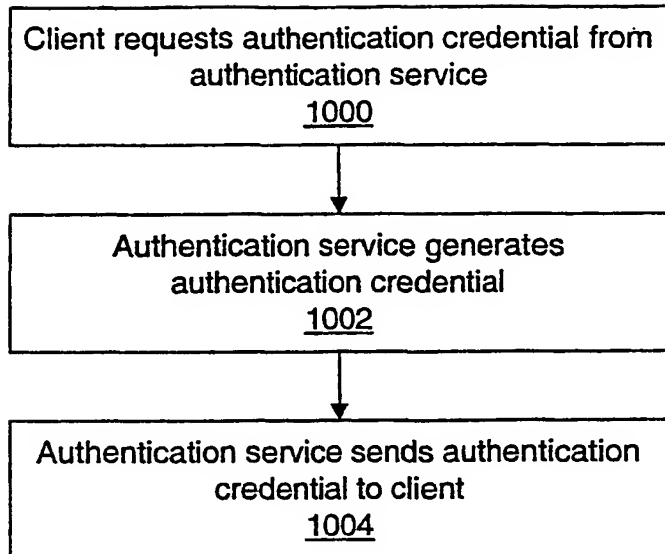 Client requests authentication credential from
authentication service
1000
Authentication service generates
authentication credential
1002
Authentication service sends authentication
credential to client
1004